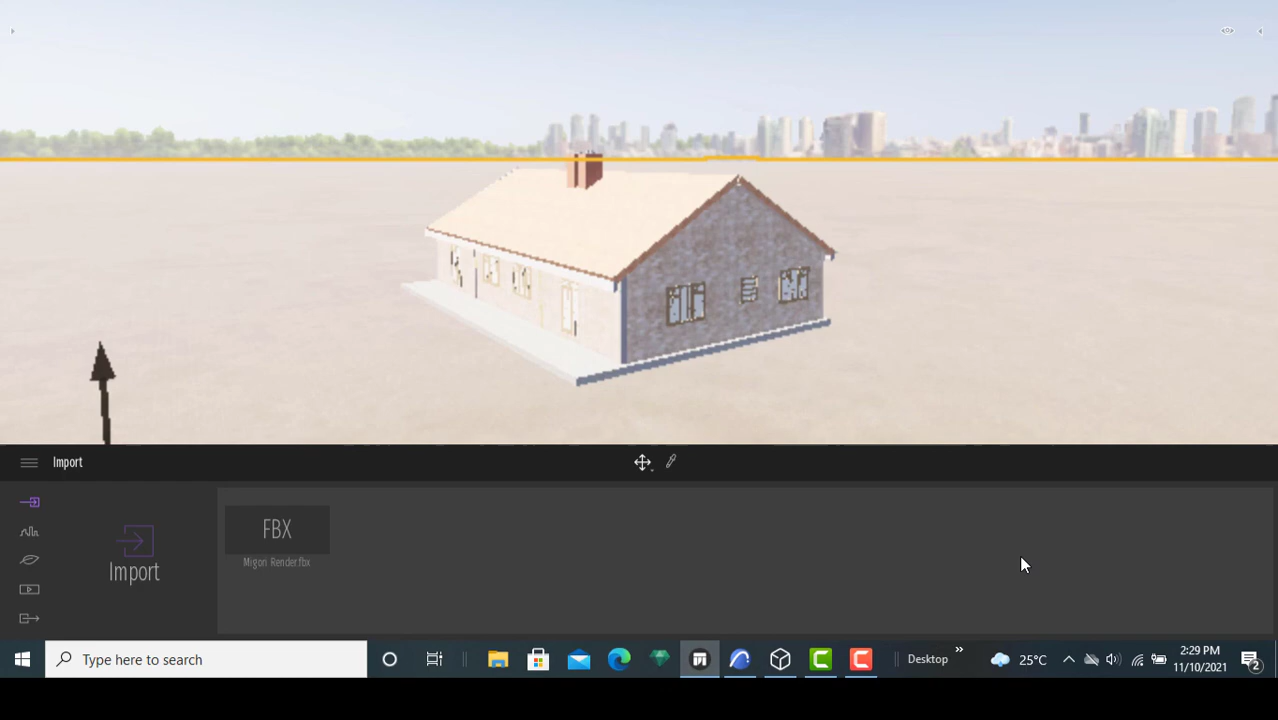 Import
Import
FBX
Migori Render.fbx
Type here to search
Desktop
25°C
2:29 PM
11/10/2021
2